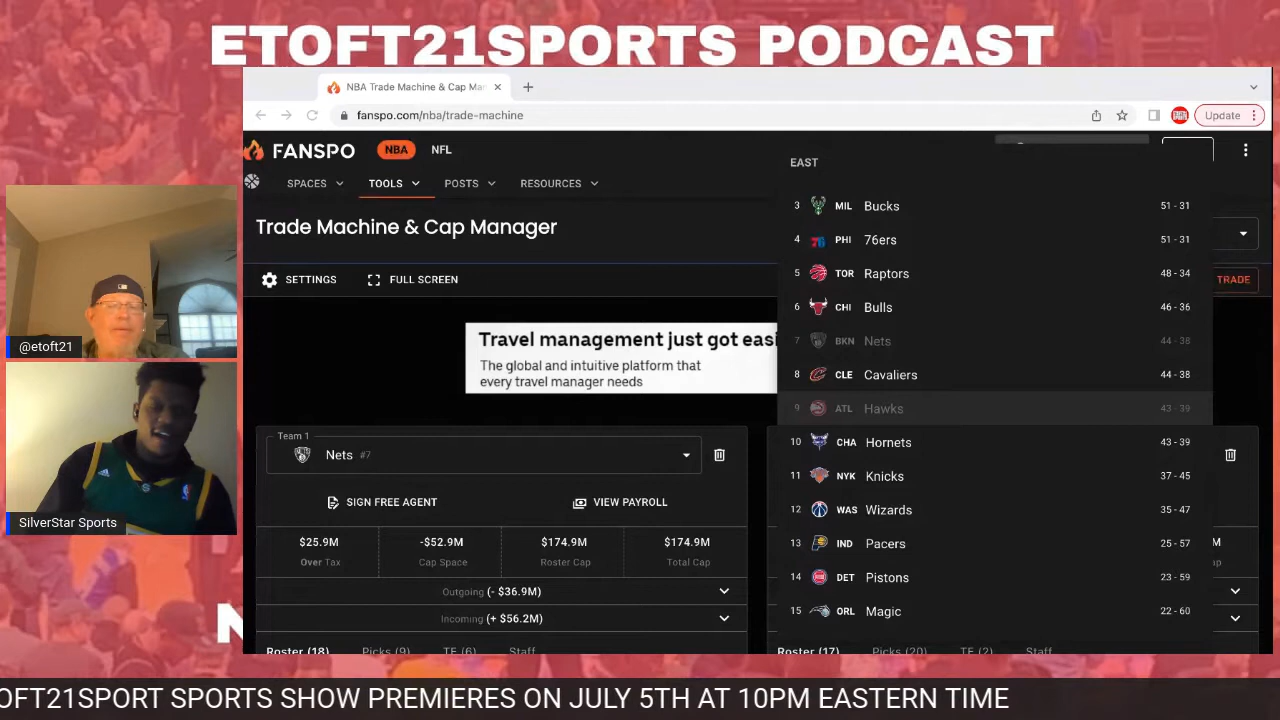 ETOFT21SPORTS PODCAST
NBA Trade Machine & Cap Ma
fanspo.com/nba/trade-machine
Update
FANSPO
NBA
NFL
SPACES
TOOLS
POSTS
RESOURCES
Trade Machine & Cap Manager
SETTINGS
FULL SCREEN
TRADE
EAST
3 MIL Bucks 51 - 31
4 PHI 76ers 51 - 31
5 TOR Raptors 48 - 34
6 CHI Bulls 46 - 36
7 BKN Nets 44 - 38
8 CLE Cavaliers 44 - 38
9 ATL Hawks 43 - 39
10 CHA Hornets 43 - 39
11 NYK Knicks 37 - 45
12 WAS Wizards 35 - 47
13 IND Pacers 25 - 57
14 DET Pistons 23 - 59
15 ORL Magic 22 - 60
Travel management just got easi
The global and intuitive platform that
every travel manager needs
Team 1
Nets #7
SIGN FREE AGENT
VIEW PAYROLL
$25.9M -$52.9M $174.9M $174.9M
Over Tax Cap Space Roster Cap Total Cap
Outgoing (- $36.9M)
Incoming (+ $56.2M)
Roster (18) Picks (9) TE (6) Staff
Roster (17) Picks (20) TE (2) Staff
@etoft21
SilverStar Sports
OFT21SPORT SPORTS SHOW PREMIERES ON JULY 5TH AT 10PM EASTERN TIME